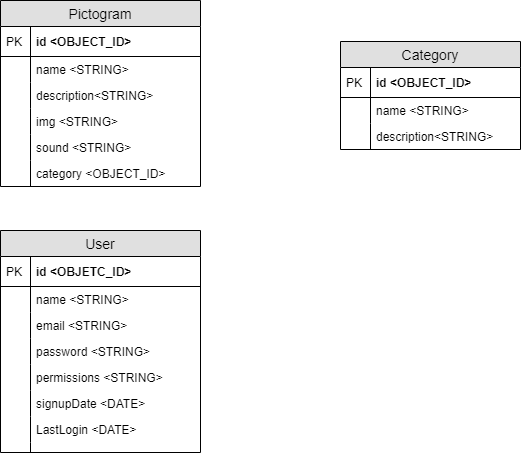 Pictogram
PK id <OBJECT_ID>
name <STRING>
description<STRING>
img <STRING>
sound <STRING>
category <OBJECT_ID>
Category
PK id <OBJECT_ID>
name <STRING>
description<STRING>
User
PK id <OBJETC_ID>
name <STRING>
email <STRING>
password <STRING>
permissions <STRING>
signupDate <DATE>
LastLogin <DATE>